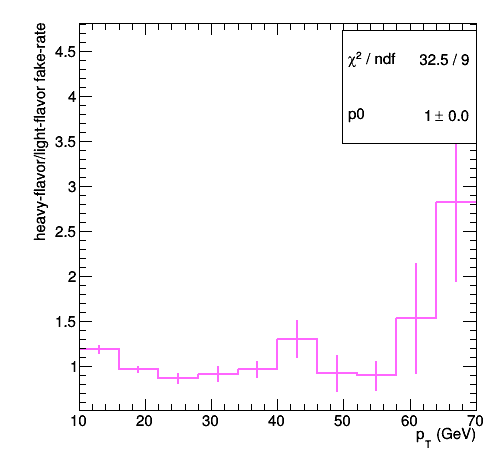 heavy-flavor/light-flavor fake-rate
χ² / ndf 32.5 / 9
p0 1 ± 0.0
4.5
4
3.5
3
2.5
2
1.5
1
10 20 30 40 50 60 70
p_T (GeV)